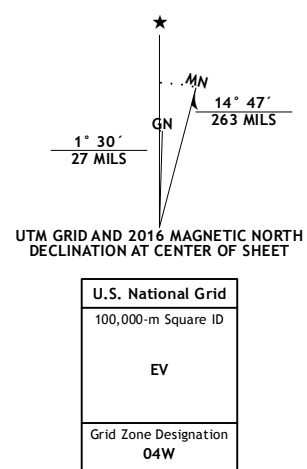 ★
MN
GN
14° 47´
263 MILS
1° 30´
27 MILS
UTM GRID AND 2016 MAGNETIC NORTH
DECLINATION AT CENTER OF SHEET
U.S. National Grid
100,000-m Square ID
EV
Grid Zone Designation
04W